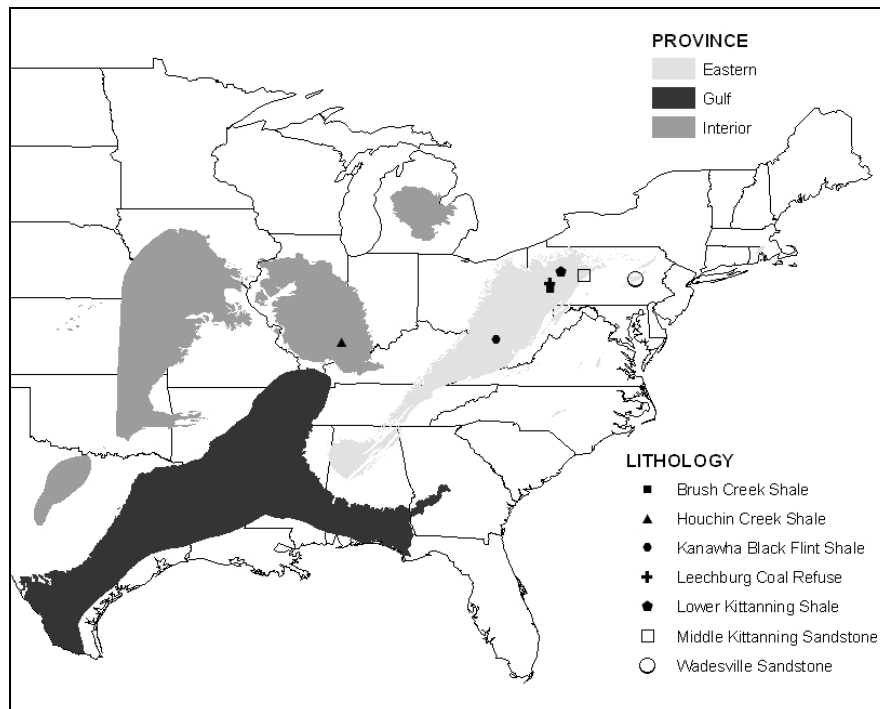 PROVINCE
Eastern
Gulf
Interior
LITHOLOGY
Brush Creek Shale
Houchin Creek Shale
Kanawha Black Flint Shale
Leechburg Coal Refuse
Lower Kittanning Shale
Middle Kittanning Sandstone
Wadesville Sandstone